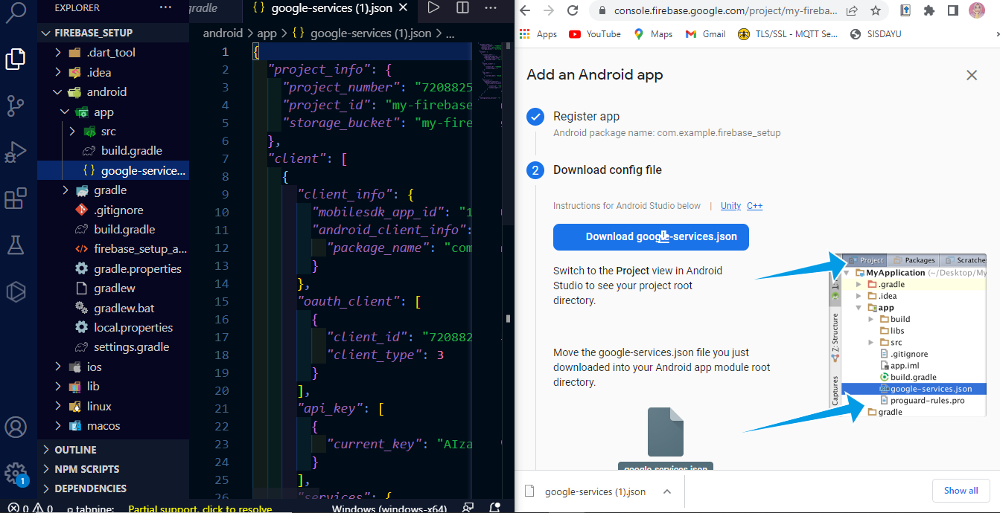 EXPLORER
FIREBASE_SETUP
.dart_tool
.idea
android
app
src
build.gradle
google-service...
gradle
.gitignore
build.gradle
firebase_setup_a...
gradle.properties
gradlew
gradlew.bat
local.properties
settings.gradle
ios
lib
linux
macos
OUTLINE
NPM SCRIPTS
DEPENDENCIES
1
gradle
{} google-services (1).json
android > app > {} google-services (1).json > ...
1 {
2 "project_info": {
3 "project_number": "7208825
4 "project_id": "my-firebase
5 "storage_bucket": "my-fire
6 },
7 "client": [
8 {
9 "client_info": {
10 "mobilesdk_app_id": "1
11 "android_client_info":
12 "package_name": "com
13 }
14 },
15 "oauth_client": [
16 {
17 "client_id": "720882
18 "client_type": 3
19 }
20 ],
21 "api_key": [
22 {
23 "current_key": "AIza
24 }
25 ],
26 "services": {
0 0 tabnine: Partial support, click to resolve Windows (windows-x64)
console.firebase.google.com/project/my-fireba...
Apps YouTube Maps Gmail TLS/SSL - MQTT Se... SISDAYU
Add an Android app
Register app
Android package name: com.example.firebase_setup
2 Download config file
Instructions for Android Studio below | Unity C++
Download google-services.json
Switch to the Project view in Android
Studio to see your project root
directory.
Move the google-services.json file you just
downloaded into your Android app module root
directory.
google-services.json
Project Packages Scratches
MyApplication (~/Desktop/My
.gradle
.idea
app
build
libs
src
.gitignore
app.iml
build.gradle
google-services.json
proguard-rules.pro
gradle
Z: Structure
Captures
google-services (1).json
Show all